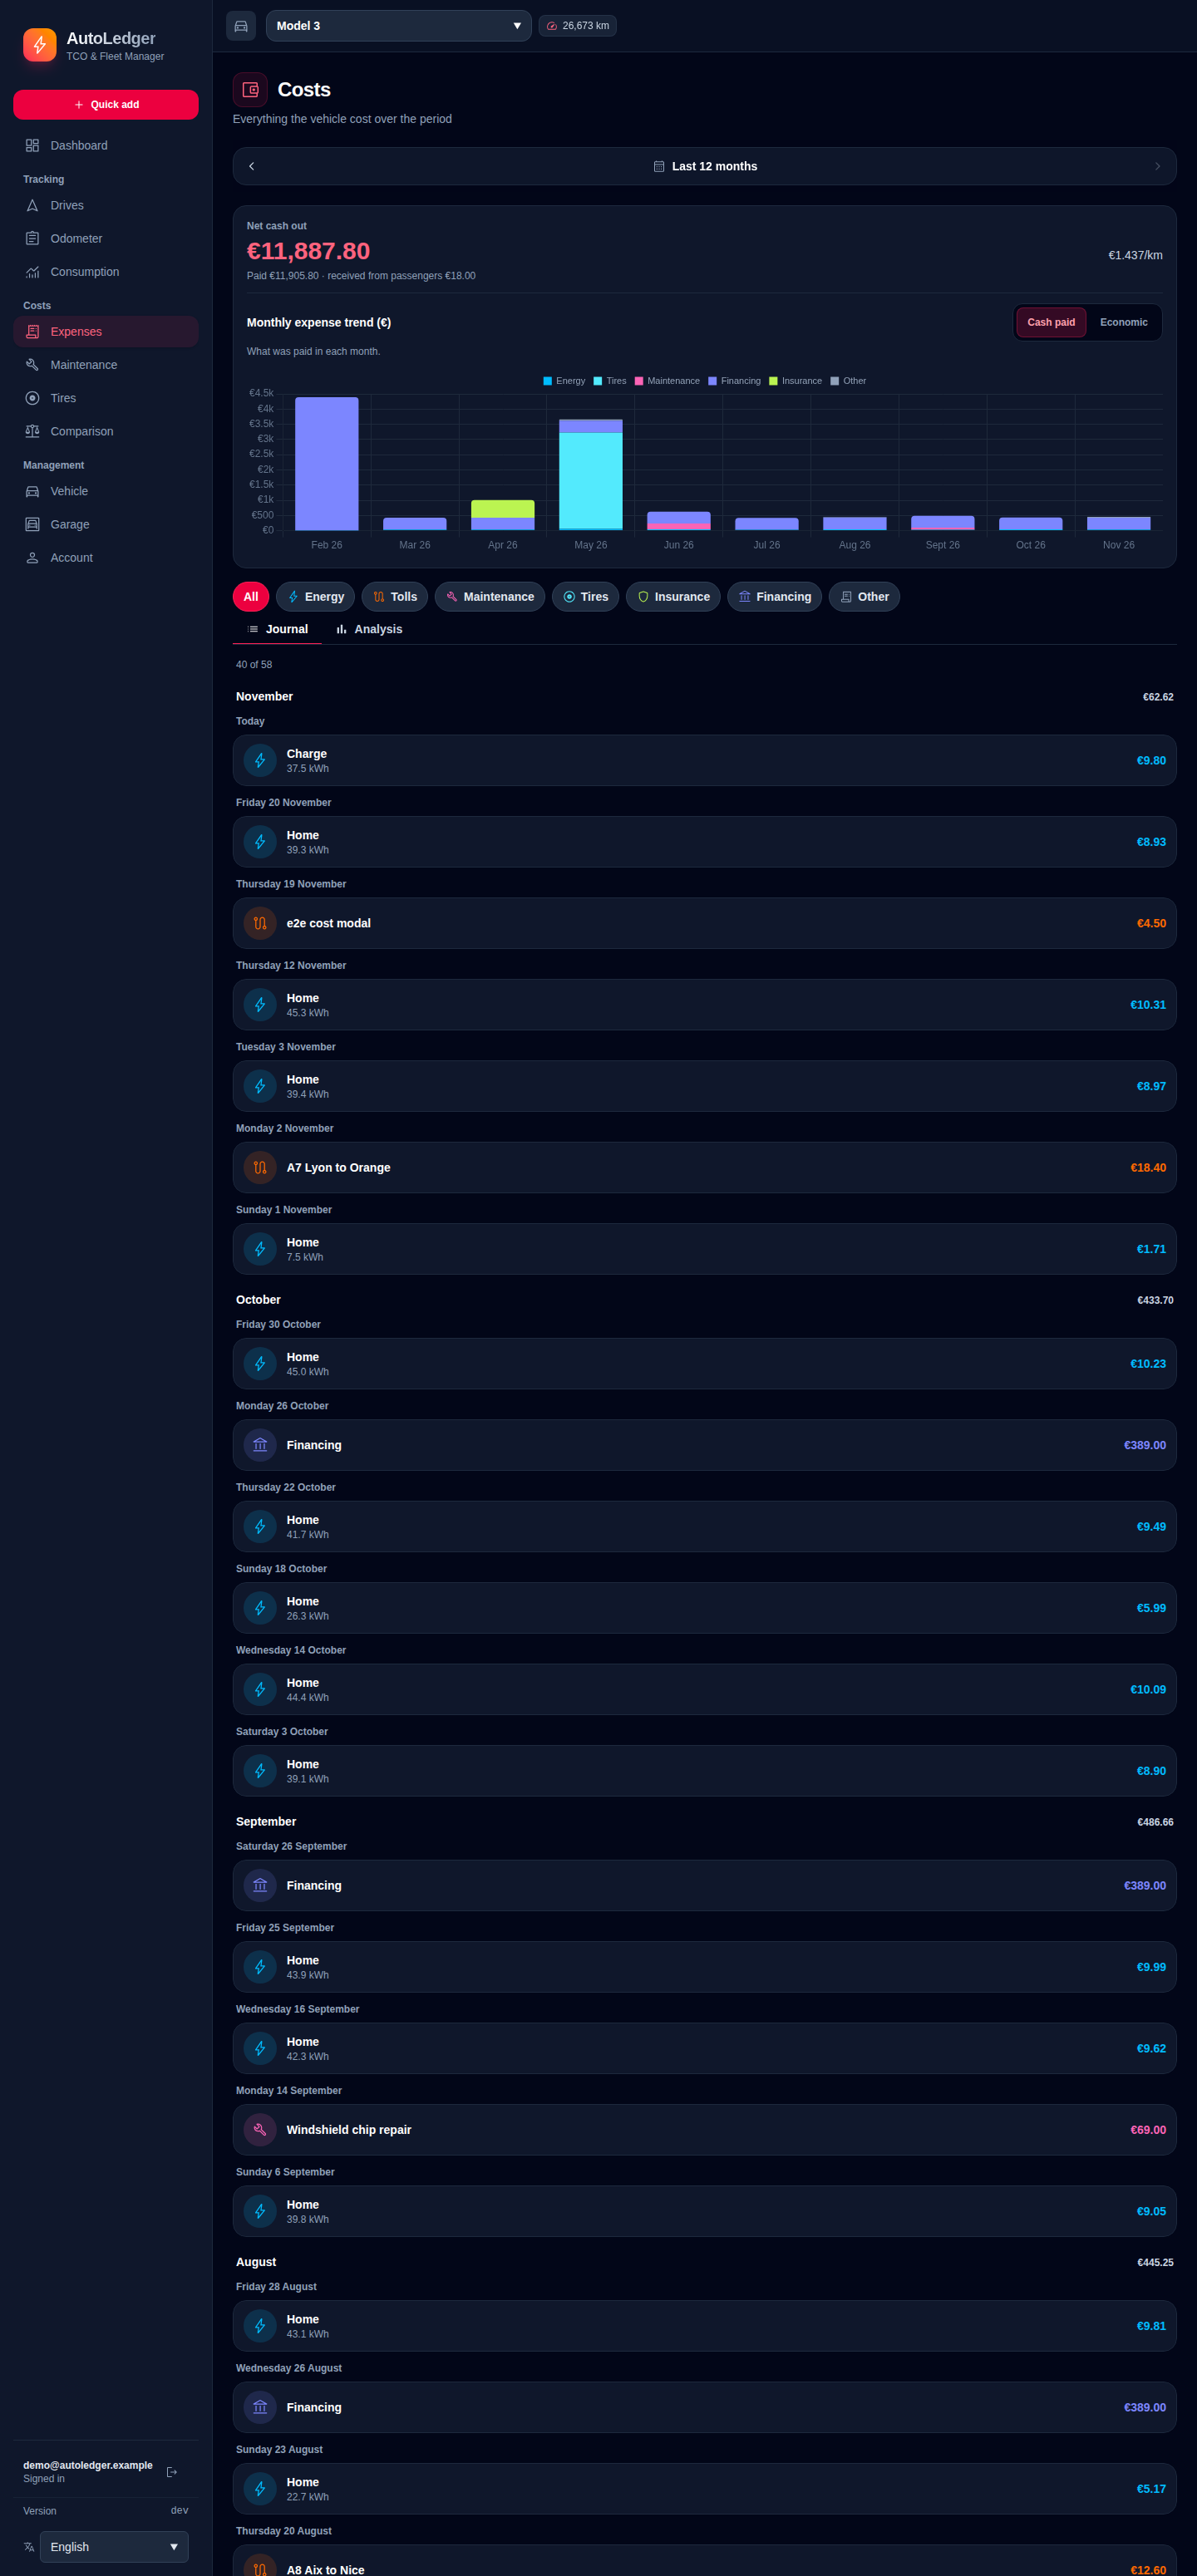 AutoLedger
TCO & Fleet Manager
Quick add
Dashboard
Tracking
Drives
Odometer
Consumption
Costs
Expenses
Maintenance
Tires
Comparison
Management
Vehicle
Garage
Account
demo@autoledger.example
Signed in
Version dev
English
Model 3
26,673 km
Costs
Everything the vehicle cost over the period
Last 12 months
Net cash out
€11,887.80
€1.437/km
Paid €11,905.80 · received from passengers €18.00
Monthly expense trend (€)
Cash paid Economic
What was paid in each month.
Energy Tires Maintenance Financing Insurance Other
€4.5k
€4k
€3.5k
€3k
€2.5k
€2k
€1.5k
€1k
€500
€0
Feb 26 Mar 26 Apr 26 May 26 Jun 26 Jul 26 Aug 26 Sept 26 Oct 26 Nov 26
All Energy Tolls Maintenance Tires Insurance Financing Other
Journal Analysis
40 of 58
November €62.62
Today
Charge
37.5 kWh
€9.80
Friday 20 November
Home
39.3 kWh
€8.93
Thursday 19 November
e2e cost modal €4.50
Thursday 12 November
Home
45.3 kWh
€10.31
Tuesday 3 November
Home
39.4 kWh
€8.97
Monday 2 November
A7 Lyon to Orange €18.40
Sunday 1 November
Home
7.5 kWh
€1.71
October €433.70
Friday 30 October
Home
45.0 kWh
€10.23
Monday 26 October
Financing €389.00
Thursday 22 October
Home
41.7 kWh
€9.49
Sunday 18 October
Home
26.3 kWh
€5.99
Wednesday 14 October
Home
44.4 kWh
€10.09
Saturday 3 October
Home
39.1 kWh
€8.90
September €486.66
Saturday 26 September
Financing €389.00
Friday 25 September
Home
43.9 kWh
€9.99
Wednesday 16 September
Home
42.3 kWh
€9.62
Monday 14 September
Windshield chip repair €69.00
Sunday 6 September
Home
39.8 kWh
€9.05
August €445.25
Friday 28 August
Home
43.1 kWh
€9.81
Wednesday 26 August
Financing €389.00
Sunday 23 August
Home
22.7 kWh
€5.17
Thursday 20 August
A8 Aix to Nice €12.60